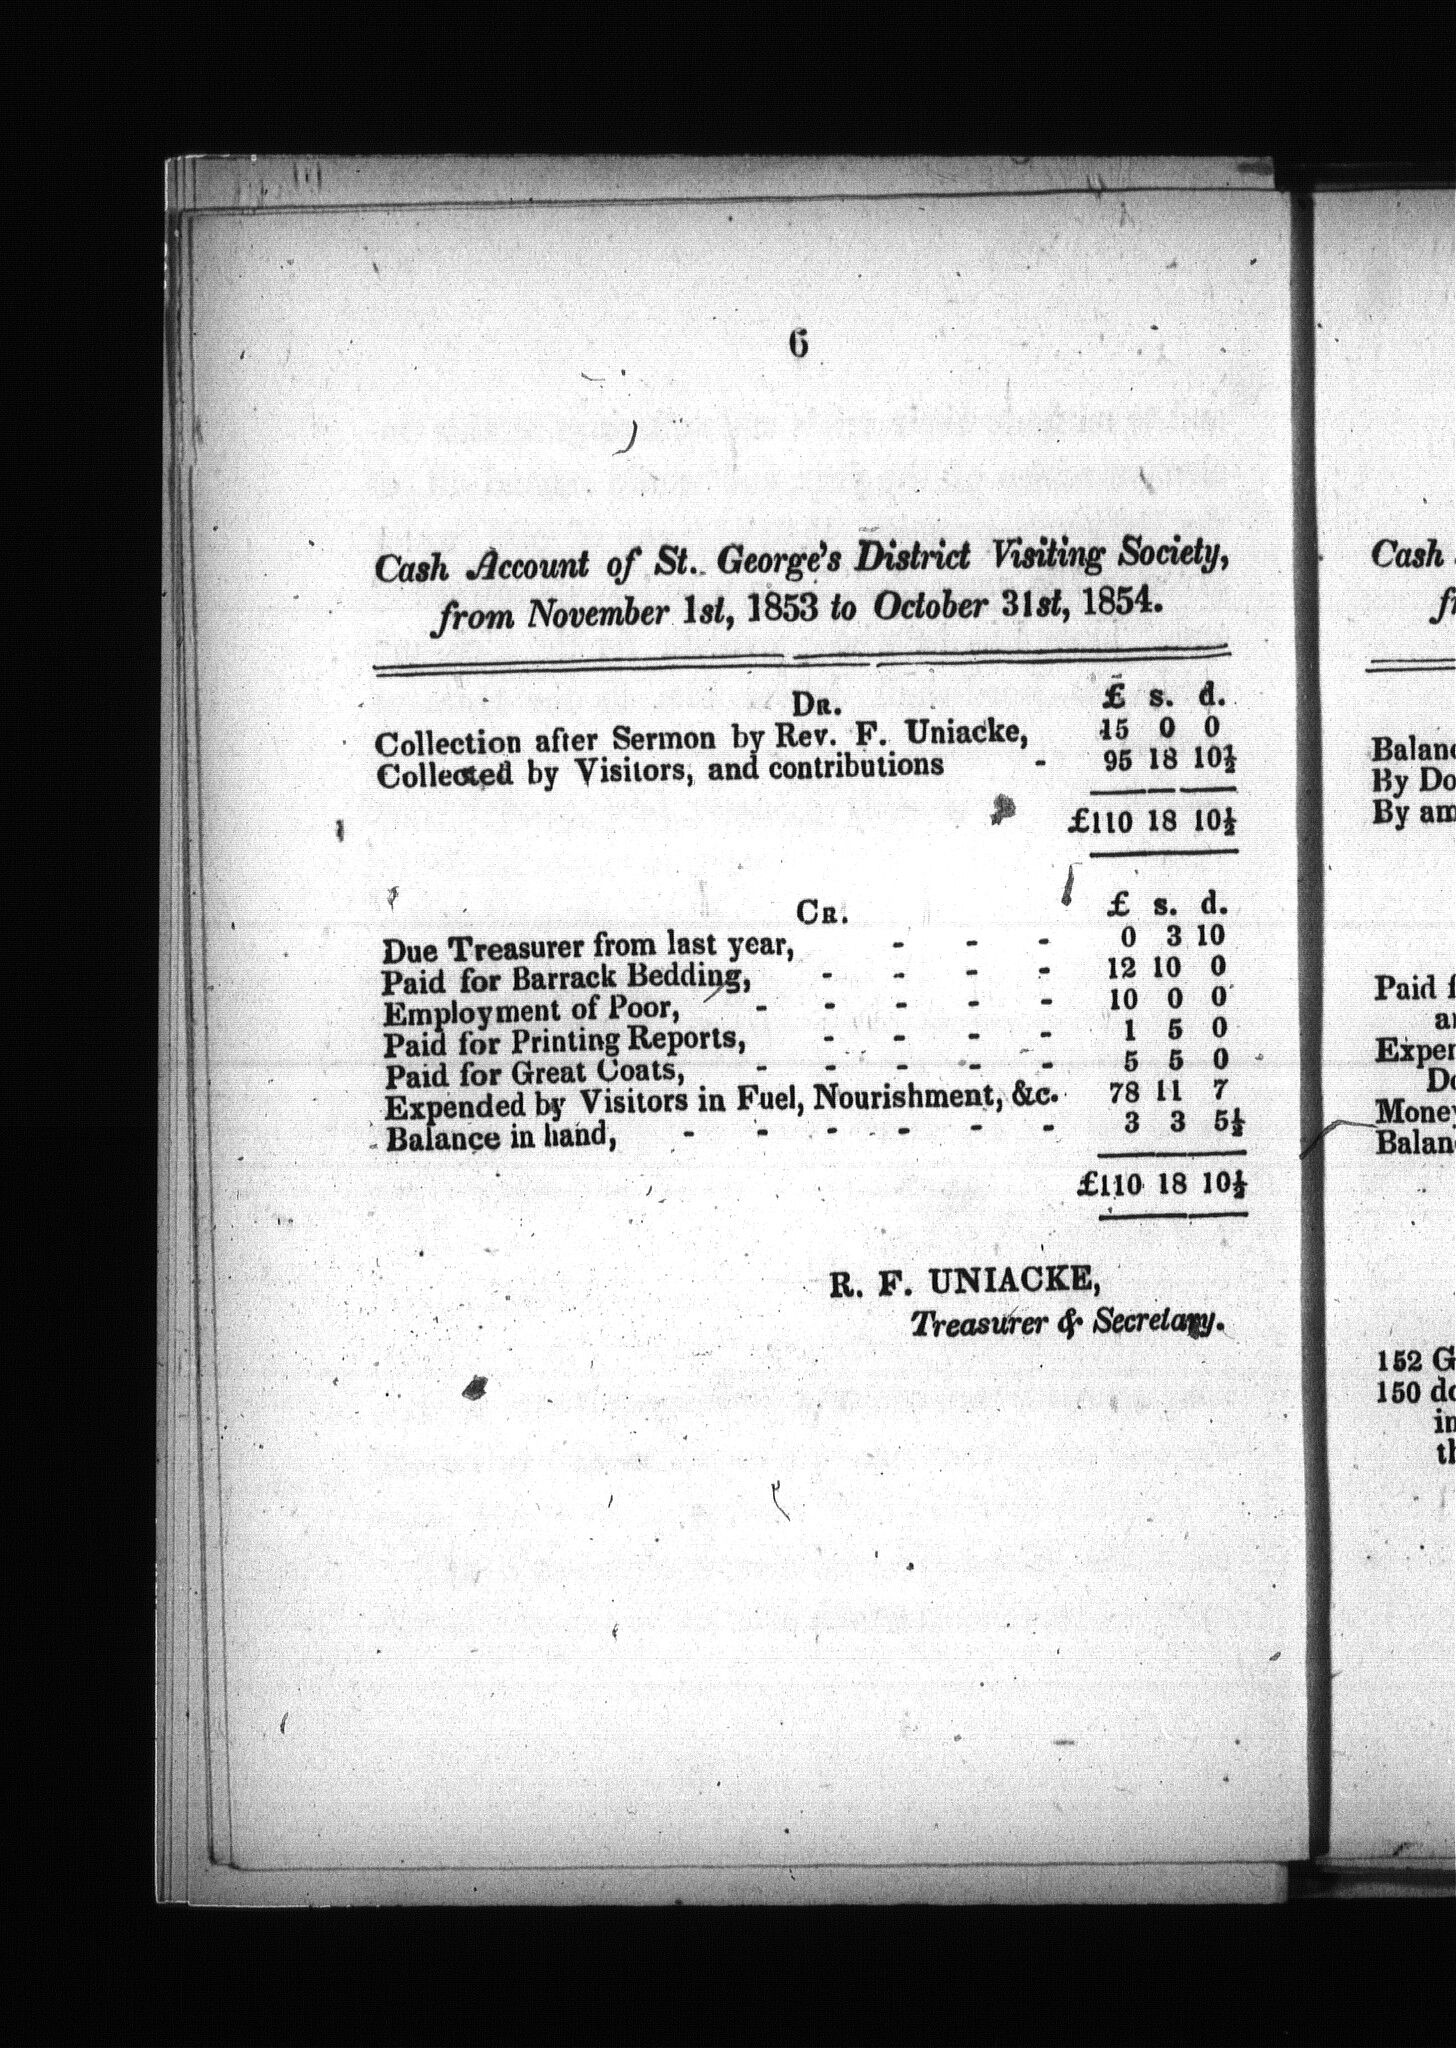 6
Cash Account of St. George's District Visiting Society,
from November 1st, 1853 to October 31st, 1854.
Dr. £ s. d.
Collection after Sermon by Rev. F. Uniacke, 15 0 0
Collected by Visitors, and contributions - 95 18 10½
£110 18 10½
Cr. £ s. d.
Due Treasurer from last year, - - - 0 3 10
Paid for Barrack Bedding, - - - - 12 10 0
Employment of Poor, - - - - - 10 0 0
Paid for Printing Reports, - - - - 1 5 0
Paid for Great Coats, - - - - - 5 5 0
Expended by Visitors in Fuel, Nourishment, &c. 78 11 7
Balance in hand, - - - - - - 3 3 5½
£110 18 10½
R. F. UNIACKE,
Treasurer & Secretary.
Cash
Balanc
By Do
By am
Paid f
Expen
Do
Money
Balan
152 G
150 do
in
th